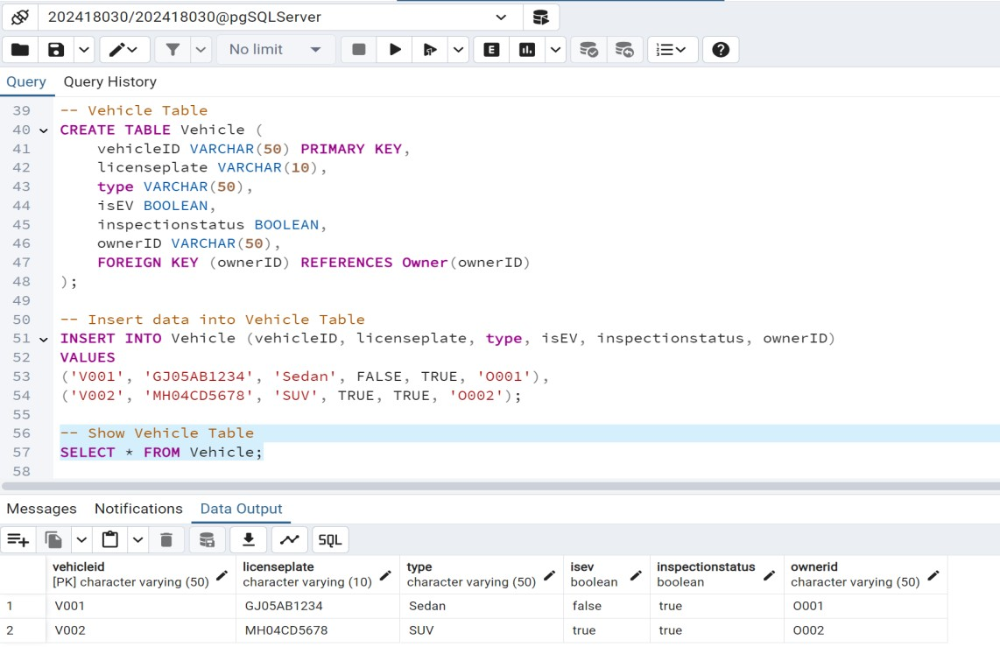 202418030/202418030@pgSQLServer
No limit
E
Query Query History
39 -- Vehicle Table
40 CREATE TABLE Vehicle (
41 vehicleID VARCHAR(50) PRIMARY KEY,
42 licenseplate VARCHAR(10),
43 type VARCHAR(50),
44 isEV BOOLEAN,
45 inspectionstatus BOOLEAN,
46 ownerID VARCHAR(50),
47 FOREIGN KEY (ownerID) REFERENCES Owner(ownerID)
48 );
49
50 -- Insert data into Vehicle Table
51 INSERT INTO Vehicle (vehicleID, licenseplate, type, isEV, inspectionstatus, ownerID)
52 VALUES
53 ('V001', 'GJ05AB1234', 'Sedan', FALSE, TRUE, 'O001'),
54 ('V002', 'MH04CD5678', 'SUV', TRUE, TRUE, 'O002');
55
56 -- Show Vehicle Table
57 SELECT * FROM Vehicle;
58
Messages Notifications Data Output
SQL
vehicleid licenseplate type isev inspectionstatus ownerid
[PK] character varying (50) character varying (10) character varying (50) boolean boolean character varying (50)
1 V001 GJ05AB1234 Sedan false true O001
2 V002 MH04CD5678 SUV true true O002